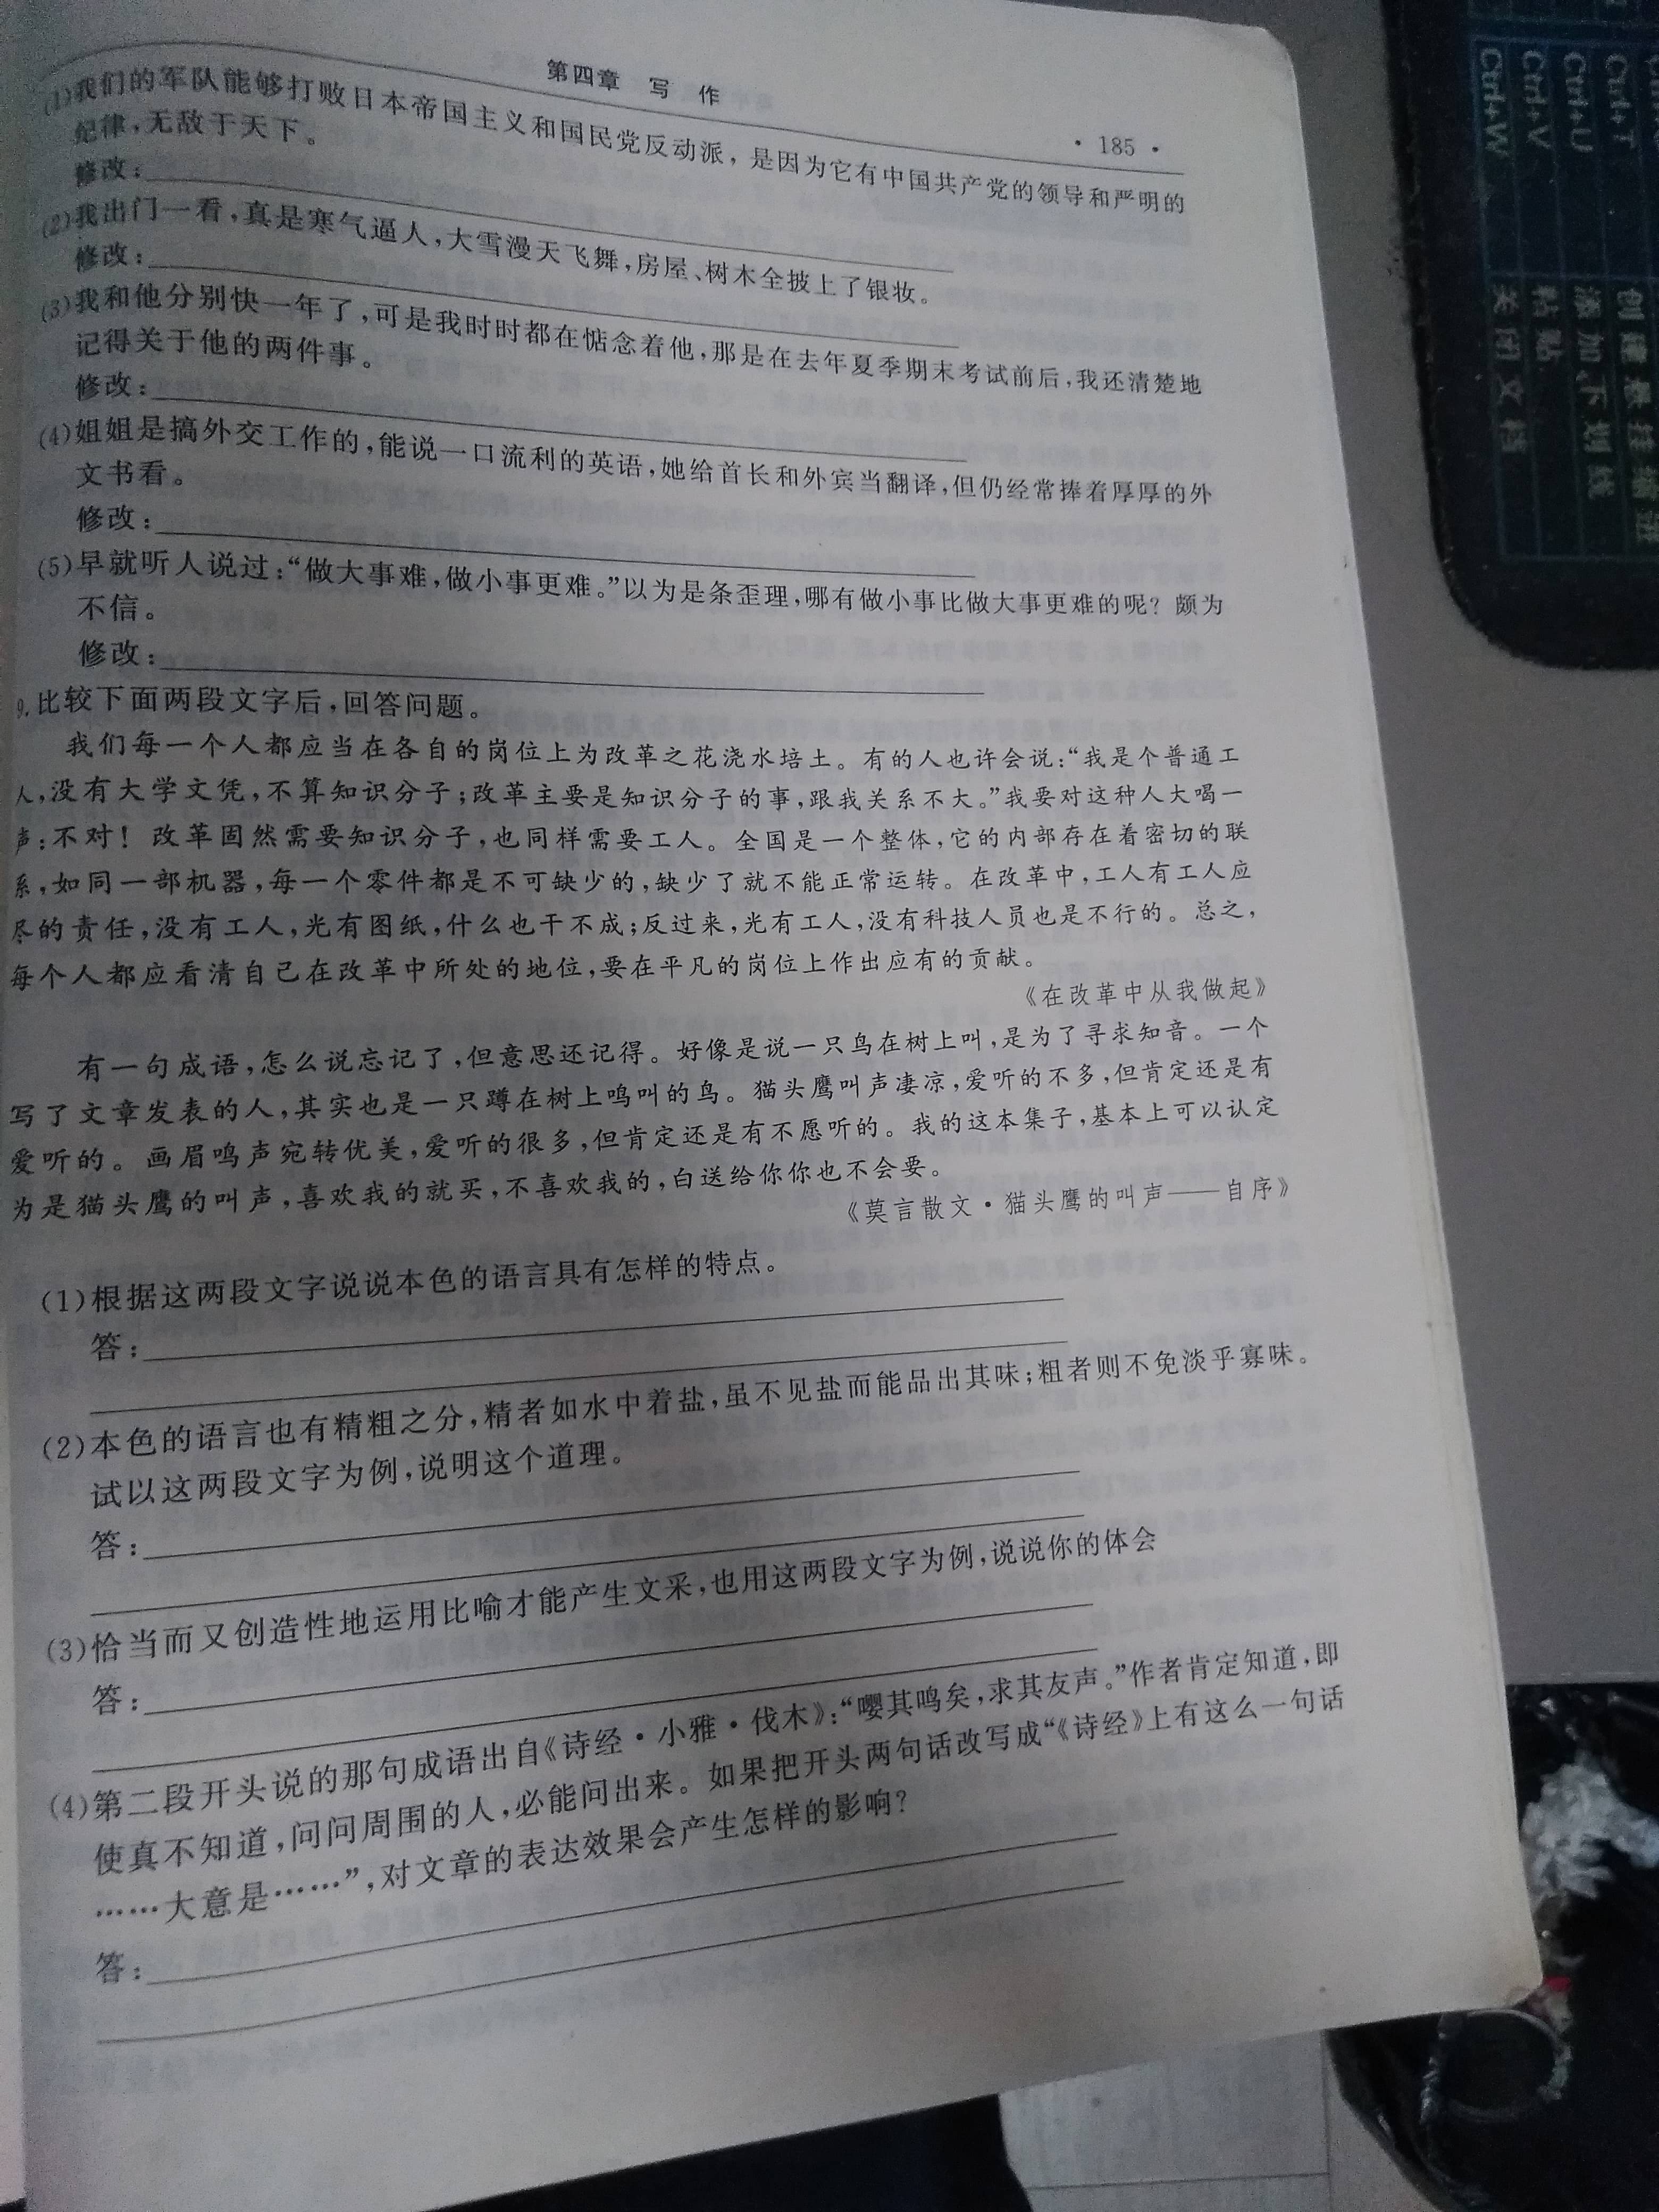 第四章 写 作
· 185 ·
(1)我们的军队能够打败日本帝国主义和国民党反动派，是因为它有中国共产党的领导和严明的
纪律，无敌于天下。
修改：
(2)我出门一看，真是寒气逼人，大雪漫天飞舞，房屋、树木全披上了银妆。
修改：
(3)我和他分别快一年了，可是我时时都在惦念着他，那是在去年夏季期末考试前后，我还清楚地
记得关于他的两件事。
修改：
(4)姐姐是搞外交工作的，能说一口流利的英语，她给首长和外宾当翻译，但仍经常捧着厚厚的外
文书看。
修改：
(5)早就听人说过：“做大事难，做小事更难。”以为是条歪理，哪有做小事比做大事更难的呢？颇为
不信。
修改：
9.比较下面两段文字后，回答问题。
我们每一个人都应当在各自的岗位上为改革之花浇水培土。有的人也许会说：“我是个普通工
人，没有大学文凭，不算知识分子；改革主要是知识分子的事，跟我关系不大。”我要对这种人大喝一
声：不对！改革固然需要知识分子，也同样需要工人。全国是一个整体，它的内部存在着密切的联
系，如同一部机器，每一个零件都是不可缺少的，缺少了就不能正常运转。在改革中，工人有工人应
尽的责任，没有工人，光有图纸，什么也干不成；反过来，光有工人，没有科技人员也是不行的。总之，
每个人都应看清自己在改革中所处的地位，要在平凡的岗位上作出应有的贡献。
《在改革中从我做起》
有一句成语，怎么说忘记了，但意思还记得。好像是说一只鸟在树上叫，是为了寻求知音。一个
写了文章发表的人，其实也是一只蹲在树上鸣叫的鸟。猫头鹰叫声凄凉，爱听的不多，但肯定还是有
爱听的。画眉鸣声宛转优美，爱听的很多，但肯定还是有不愿听的。我的这本集子，基本上可以认定
为是猫头鹰的叫声，喜欢我的就买，不喜欢我的，白送给你你也不会要。
《莫言散文·猫头鹰的叫声——自序》
(1)根据这两段文字说说本色的语言具有怎样的特点。
答：
(2)本色的语言也有精粗之分，精者如水中着盐，虽不见盐而能品出其味；粗者则不免淡乎寡味。
试以这两段文字为例，说明这个道理。
答：
(3)恰当而又创造性地运用比喻才能产生文采，也用这两段文字为例，说说你的体会
答：
(4)第二段开头说的那句成语出自《诗经·小雅·伐木》：“嘤其鸣矣，求其友声。”作者肯定知道，即
使真不知道，问问周围的人，必能问出来。如果把开头两句话改写成“《诗经》上有这么一句话
……大意是……”，对文章的表达效果会产生怎样的影响？
答：
Ctrl+T
Ctrl+U 添加下划线
Ctrl+V 粘贴
Ctrl+W 关闭文档